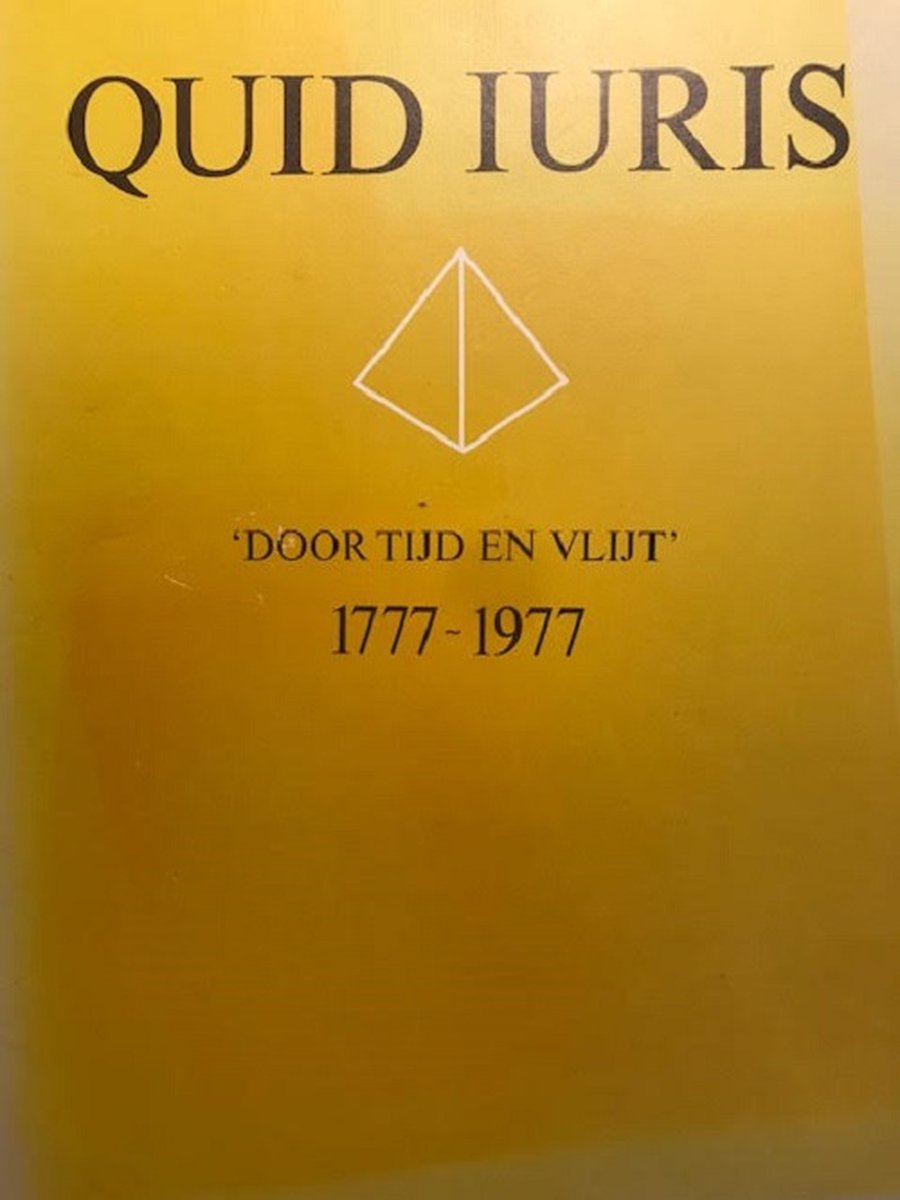 QUID IURIS
‘DOOR TIJD EN VLIJT’
1777~1977